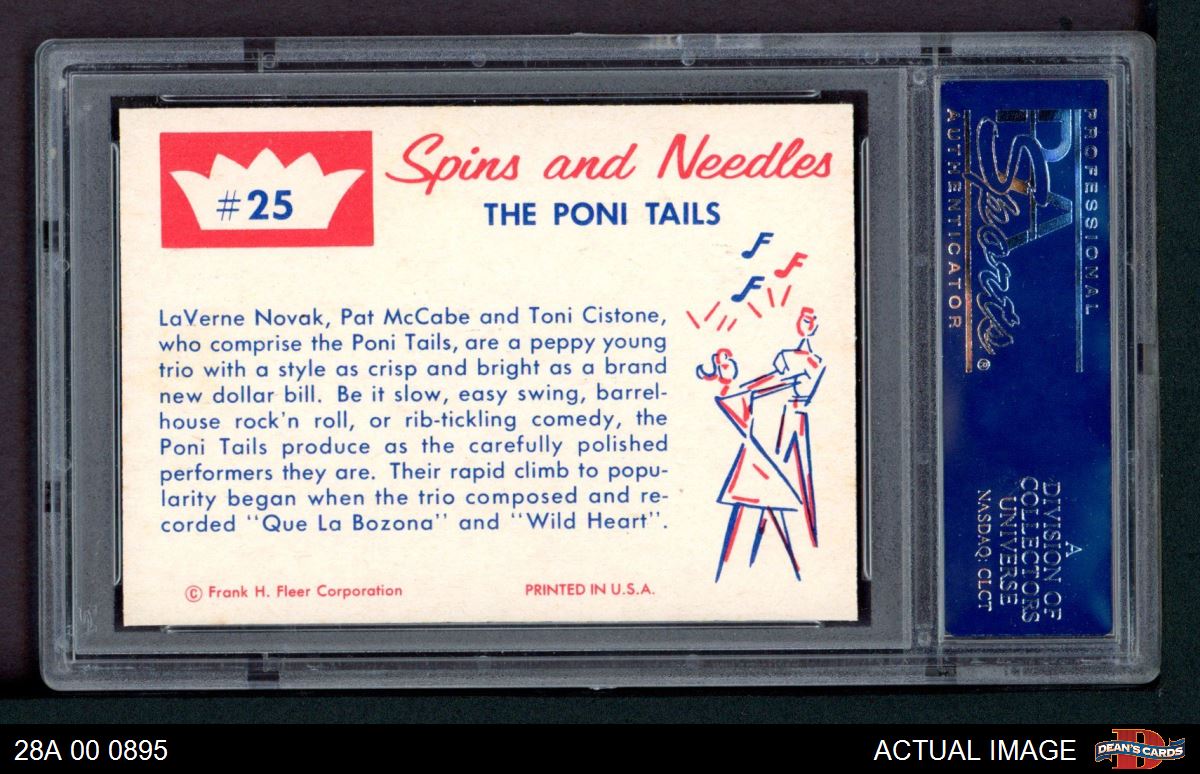 #25
Spins and Needles
THE PONI TAILS
LaVerne Novak, Pat McCabe and Toni Cistone,
who comprise the Poni Tails, are a peppy young
trio with a style as crisp and bright as a brand
new dollar bill. Be it slow, easy swing, barrel-
house rock'n roll, or rib-tickling comedy, the
Poni Tails produce as the carefully polished
performers they are. Their rapid climb to popu-
larity began when the trio composed and re-
corded "Que La Bozona" and "Wild Heart".
© Frank H. Fleer Corporation
PRINTED IN U.S.A.
PROFESSIONAL
PSA
Sports®
AUTHENTICATOR
A
DIVISION OF
COLLECTORS
UNIVERSE
NASDAQ: CLCT
28A 00 0895
ACTUAL IMAGE
DEAN'S CARDS